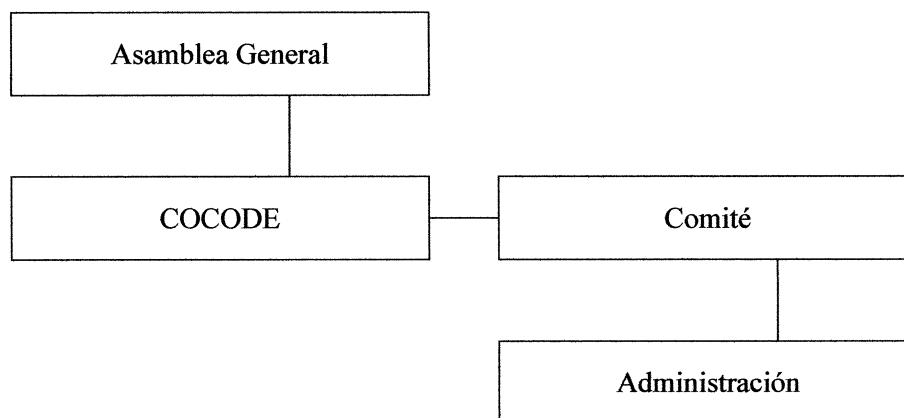 Asamblea General
COCODE
Comité
Administración